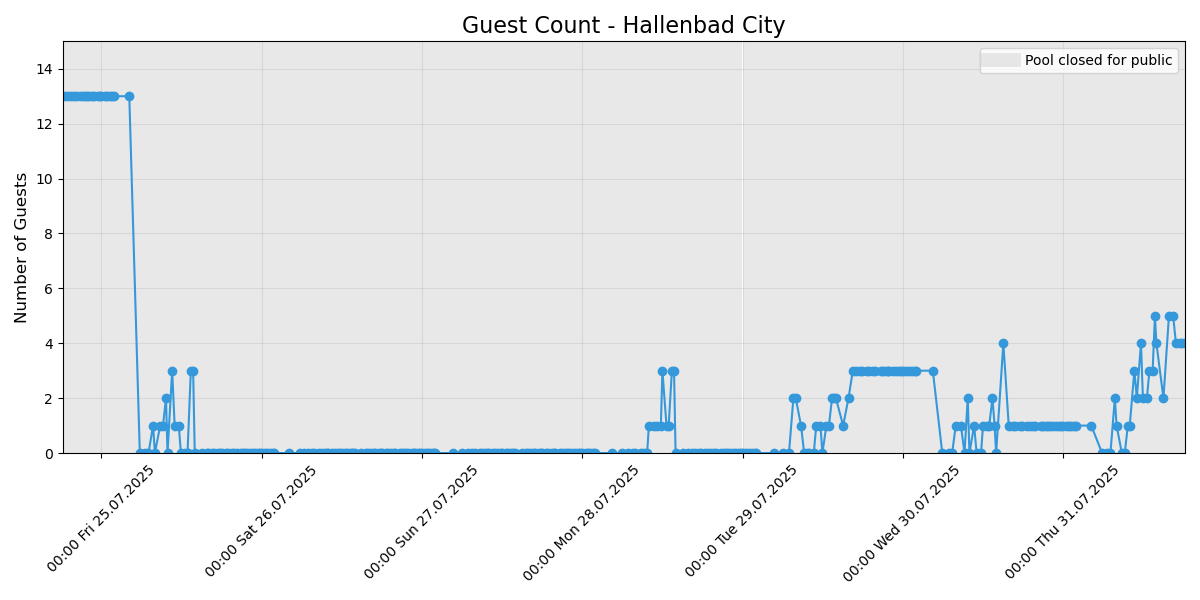 Guest Count - Hallenbad City
Pool closed for public
Number of Guests
14
12
10
8
6
4
2
0
00:00 Fri 25.07.2025
00:00 Sat 26.07.2025
00:00 Sun 27.07.2025
00:00 Mon 28.07.2025
00:00 Tue 29.07.2025
00:00 Wed 30.07.2025
00:00 Thu 31.07.2025